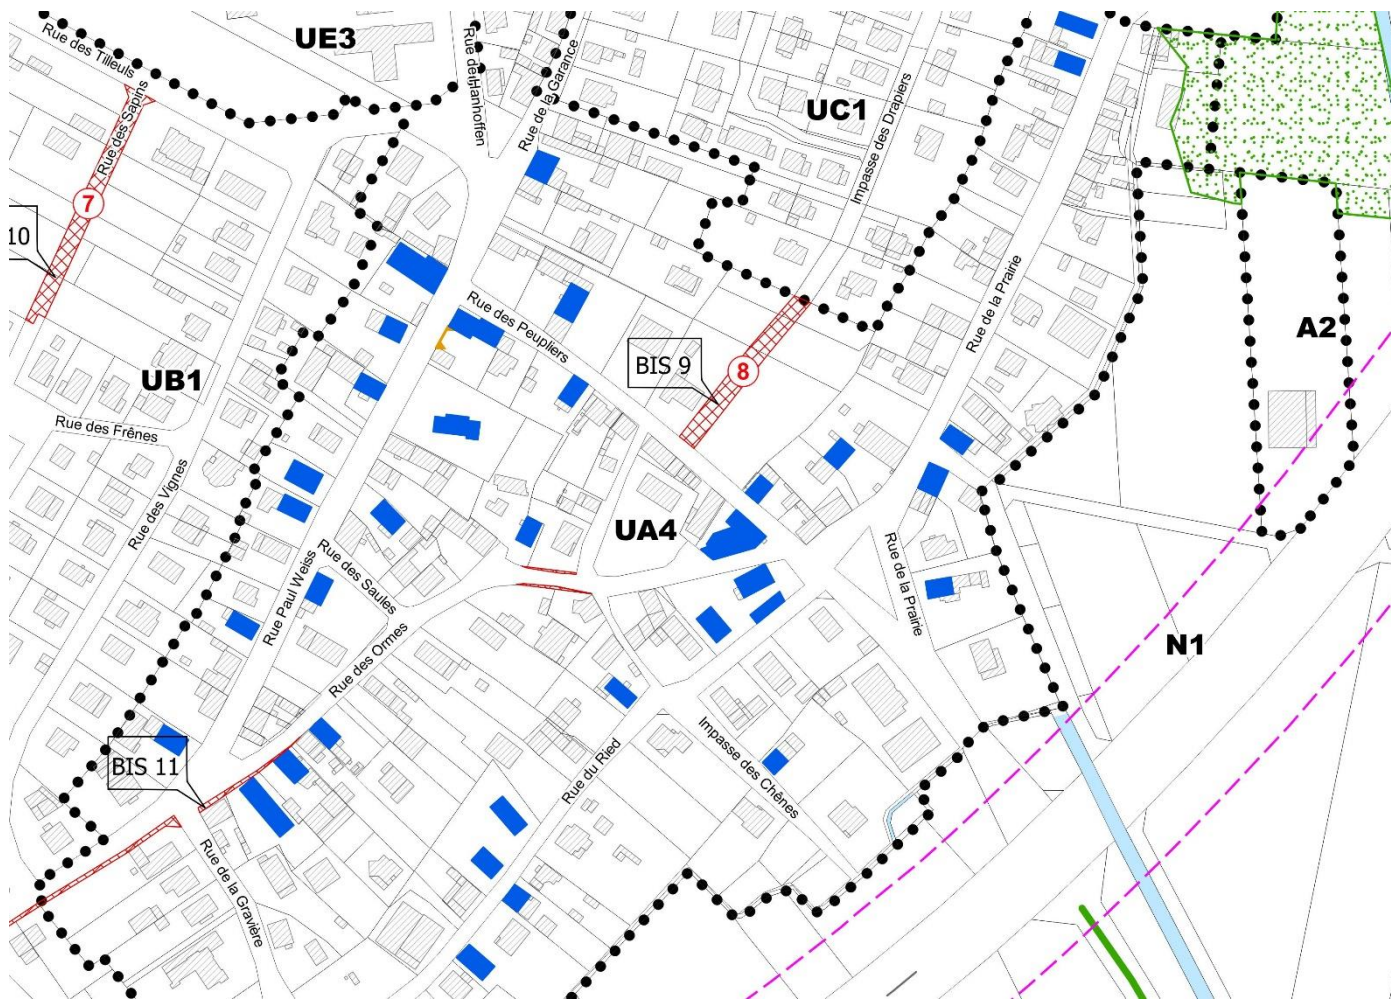 UE3
Rue des Tilleuls
Rue de Hanhoffen
Rue de la Garance
Rue des Sapins
UC1
Impasse des Drapiers
7
10
Rue de la Prairie
Rue des Peupliers
A2
BIS 9
8
UB1
Rue des Frênes
Rue des Vignes
UA4
Rue des Saules
Rue Paul Weiss
Rue de la Prairie
Rue des Ormes
N1
Impasse des Chênes
BIS 11
Rue du Ried
Rue de la Gravière